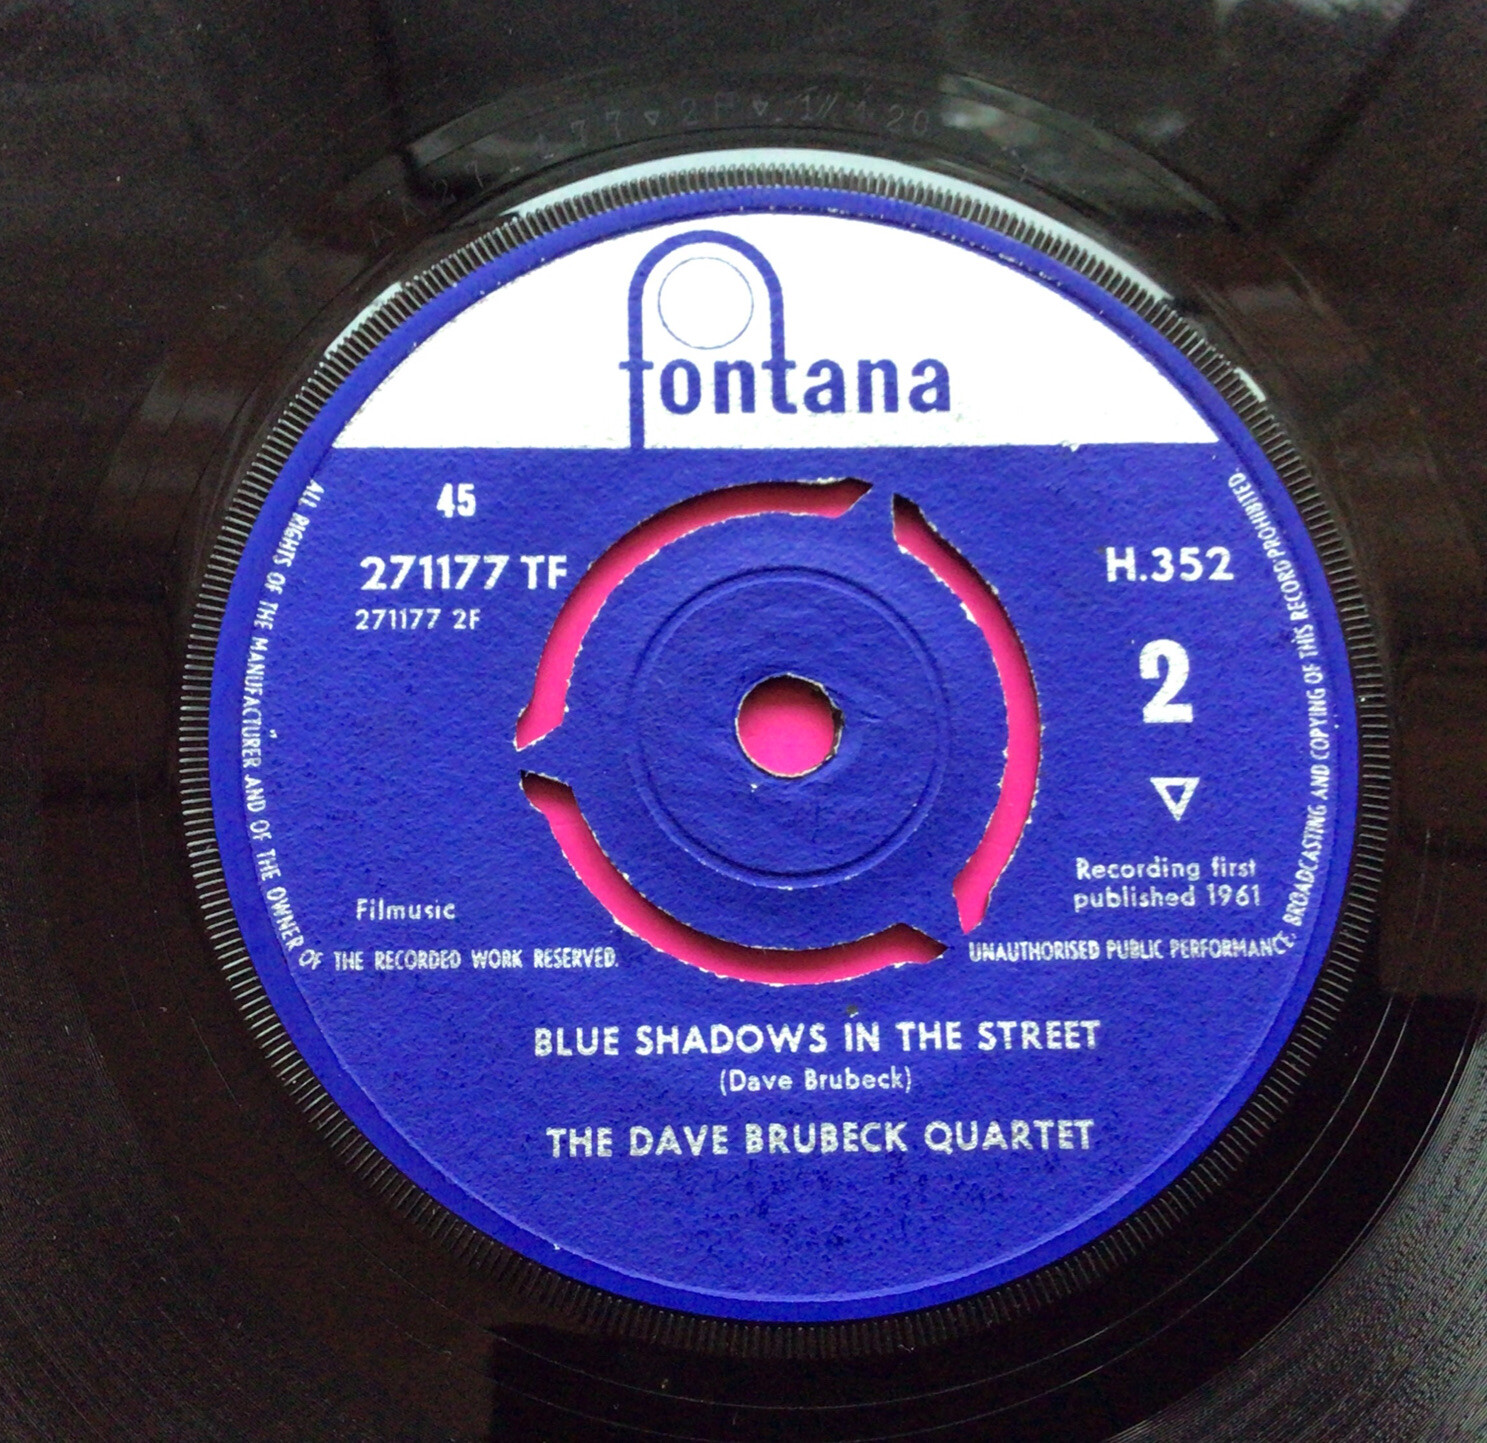 fontana
45
271177 TF
271177 2F
H.352
2
Recording first
published 1961
Filmusic
ALL RIGHTS OF THE MANUFACTURER AND OF THE OWNER OF THE RECORDED WORK RESERVED.
UNAUTHORISED PUBLIC PERFORMANCE BROADCASTING AND COPYING OF THIS RECORD PROHIBITED.
BLUE SHADOWS IN THE STREET
(Dave Brubeck)
THE DAVE BRUBECK QUARTET